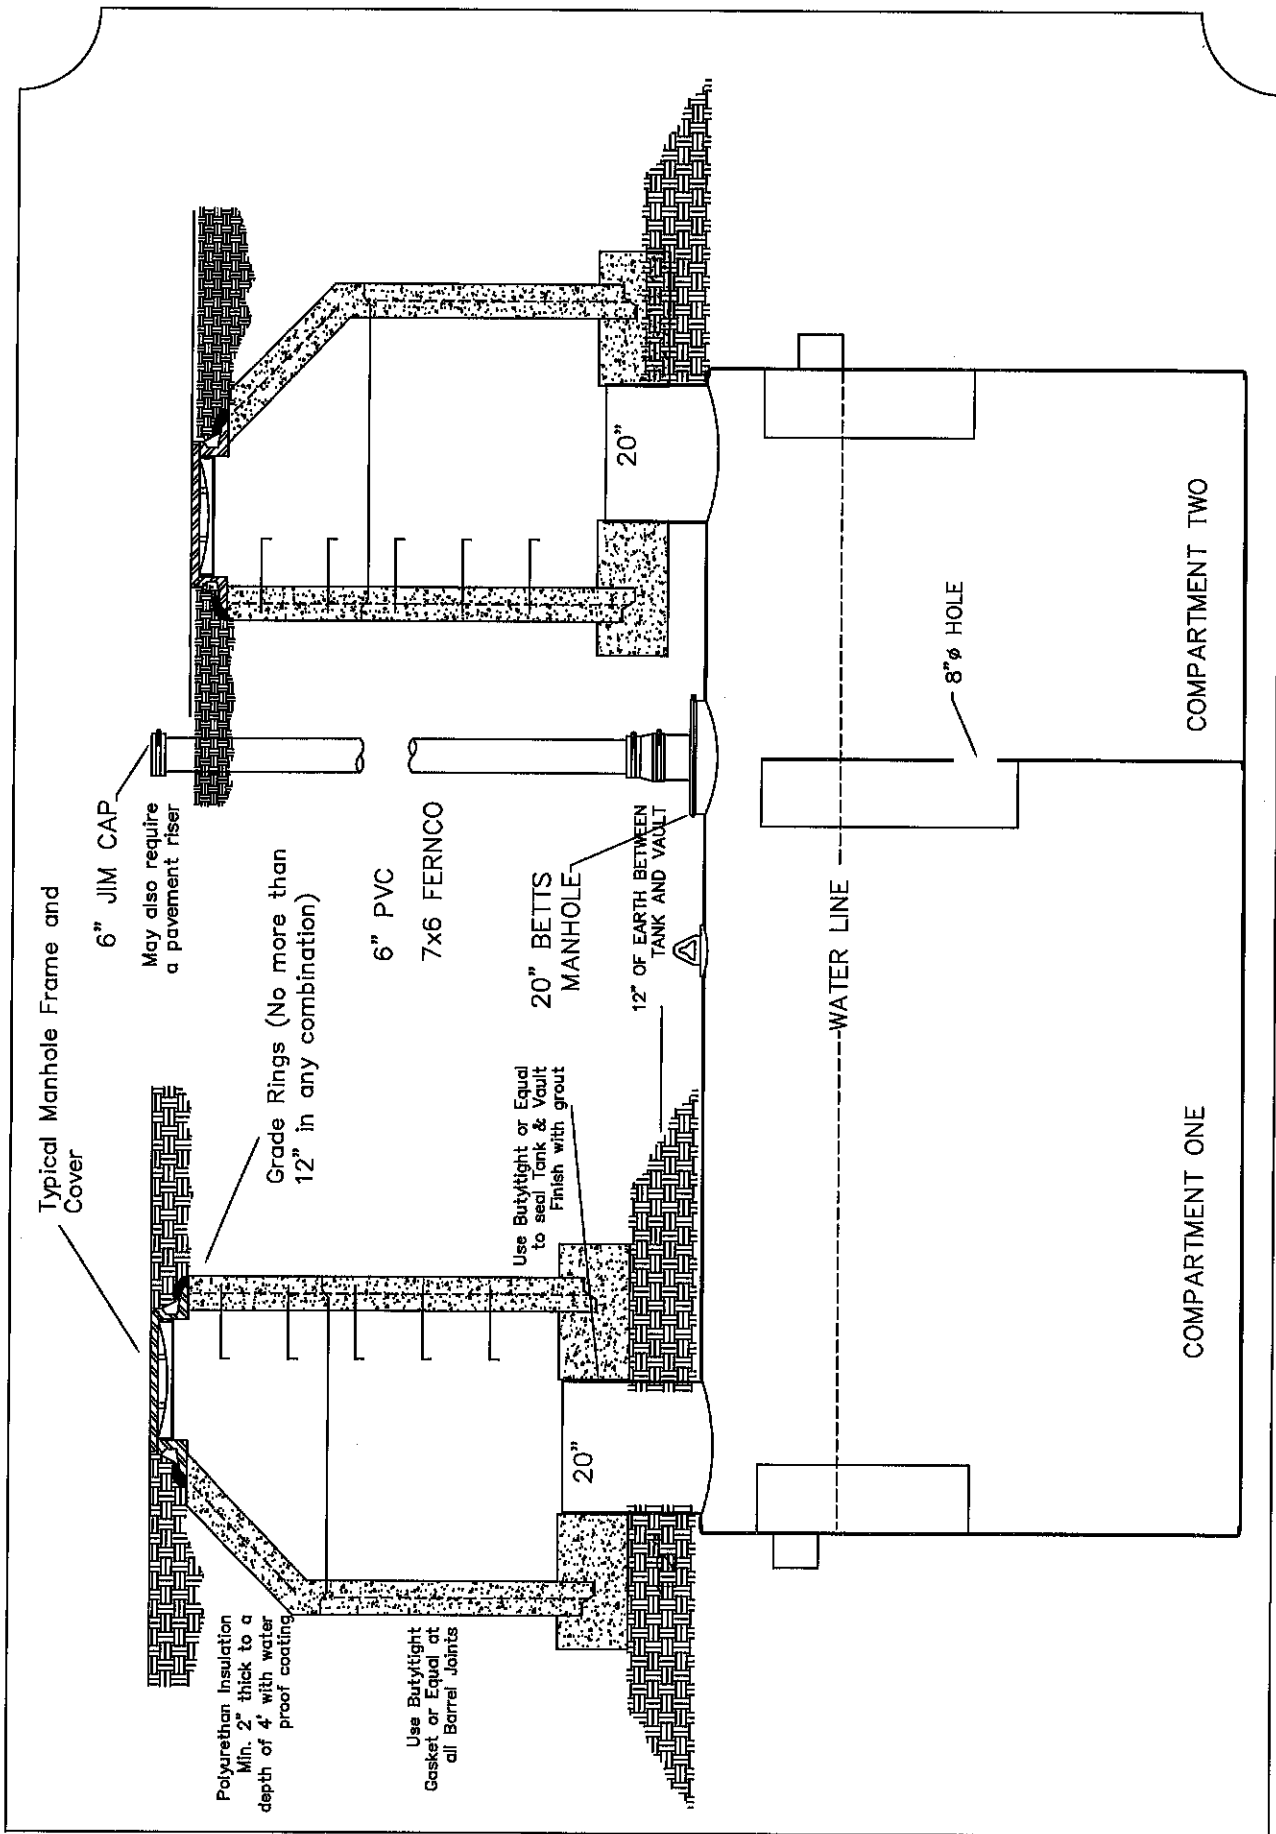 Typical Manhole Frame and
Cover
6" JIM CAP
May also require
a pavement riser
Grade Rings (No more than
12" in any combination)
Polyurethan Insulation
Min. 2" thick to a
depth of 4' with water
proof coating
6" PVC
7x6 FERNCO
Use Butyltight
Gasket or Equal at
all Barrel Joints
Use Butyltight or Equal
to seal Tank & Vault
Finish with grout
20" BETTS
MANHOLE
12" OF EARTH BETWEEN
TANK AND VAULT
20"
20"
WATER LINE
8"ø HOLE
COMPARTMENT ONE
COMPARTMENT TWO